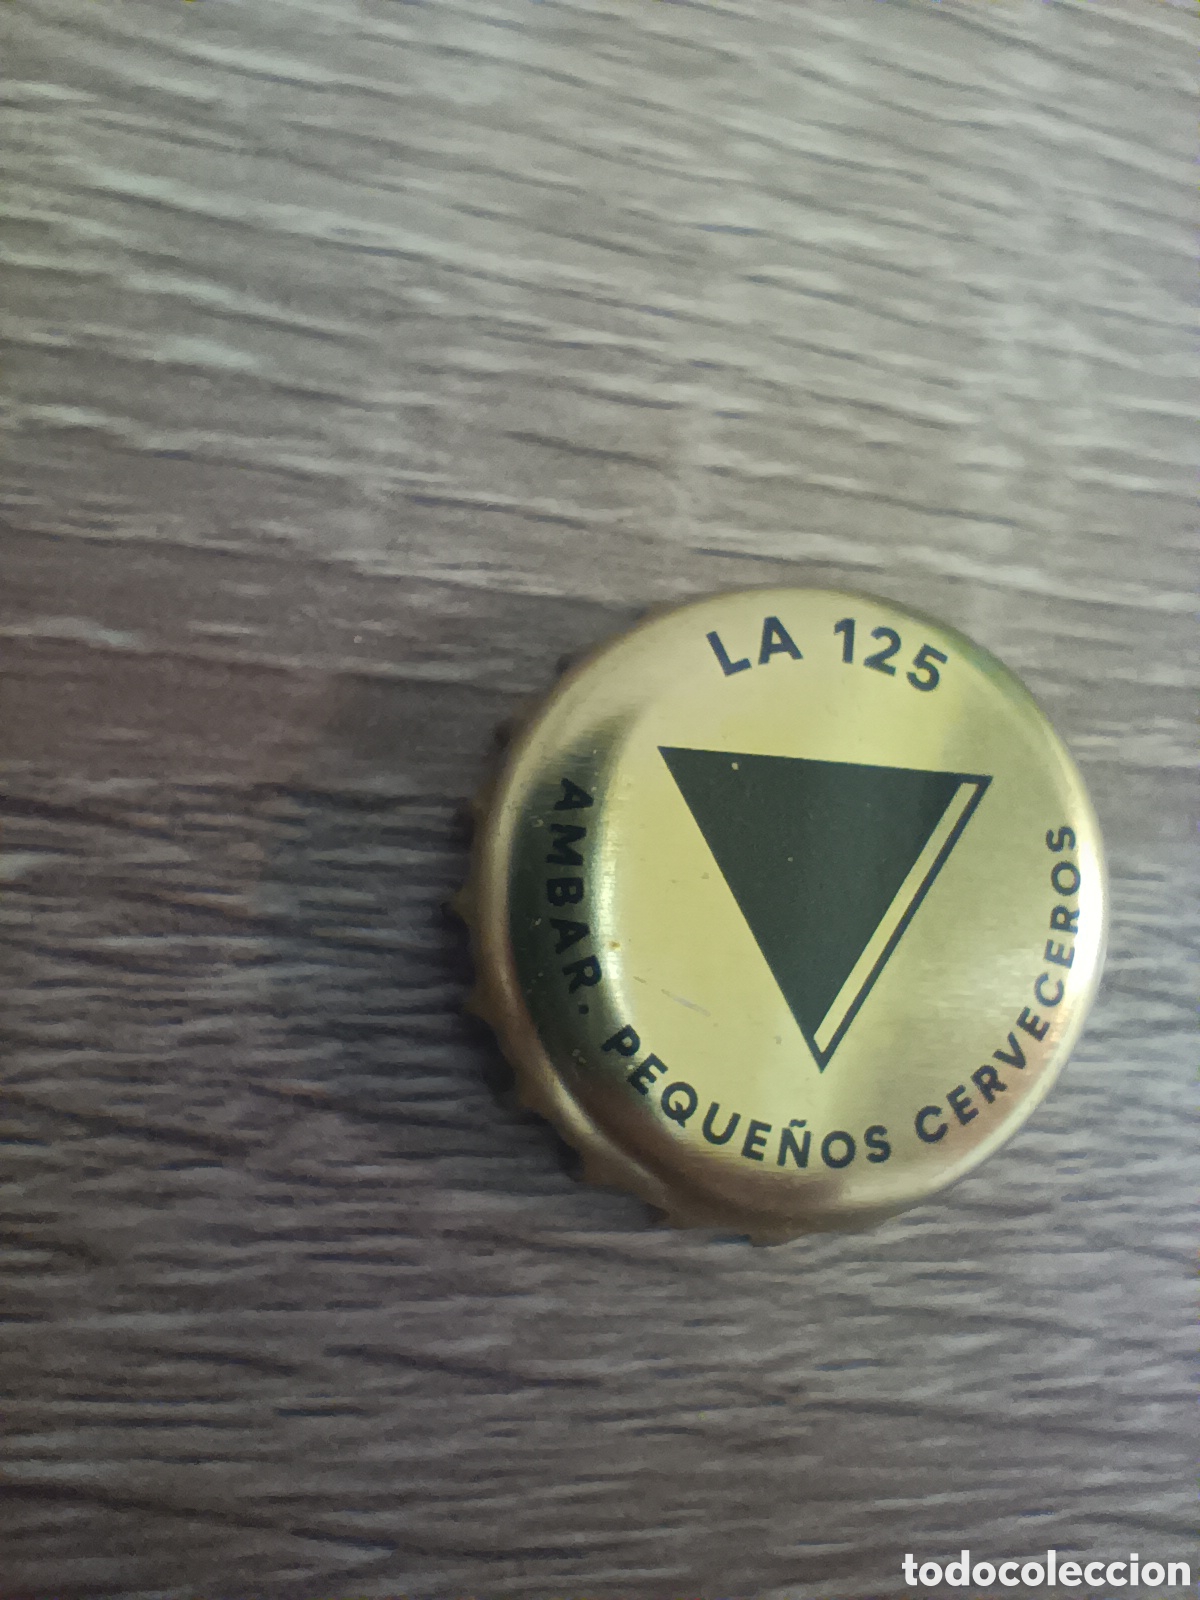 LA 125
AMBAR. PEQUEÑOS CERVECEROS
todocoleccion